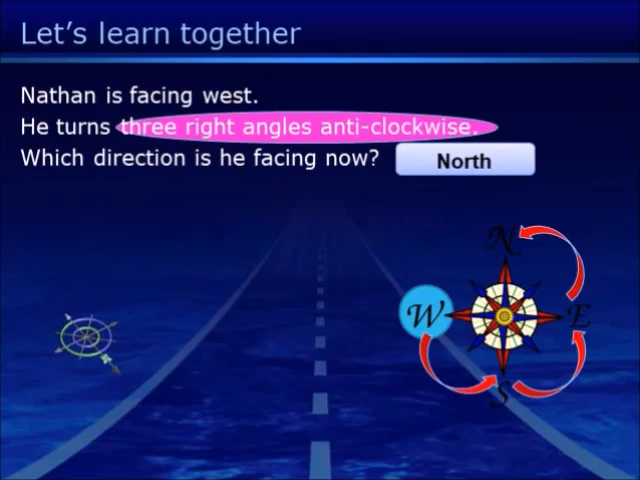 Let's learn together
Nathan is facing west.
He turns three right angles anti-clockwise.
Which direction is he facing now?
North
N
W
E
S